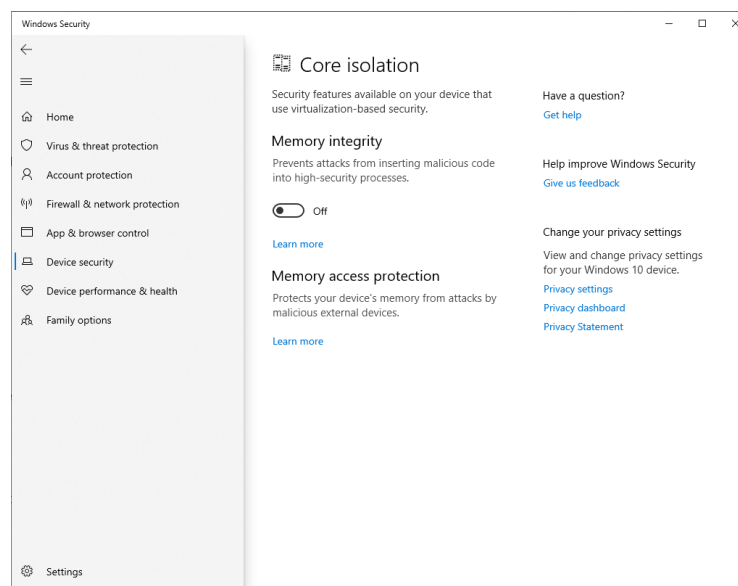 Windows Security
Home
Virus & threat protection
Account protection
Firewall & network protection
App & browser control
Device security
Device performance & health
Family options
Settings
Core isolation
Security features available on your device that
use virtualization-based security.
Memory integrity
Prevents attacks from inserting malicious code
into high-security processes.
Off
Learn more
Memory access protection
Protects your device's memory from attacks by
malicious external devices.
Learn more
Have a question?
Get help
Help improve Windows Security
Give us feedback
Change your privacy settings
View and change privacy settings
for your Windows 10 device.
Privacy settings
Privacy dashboard
Privacy Statement